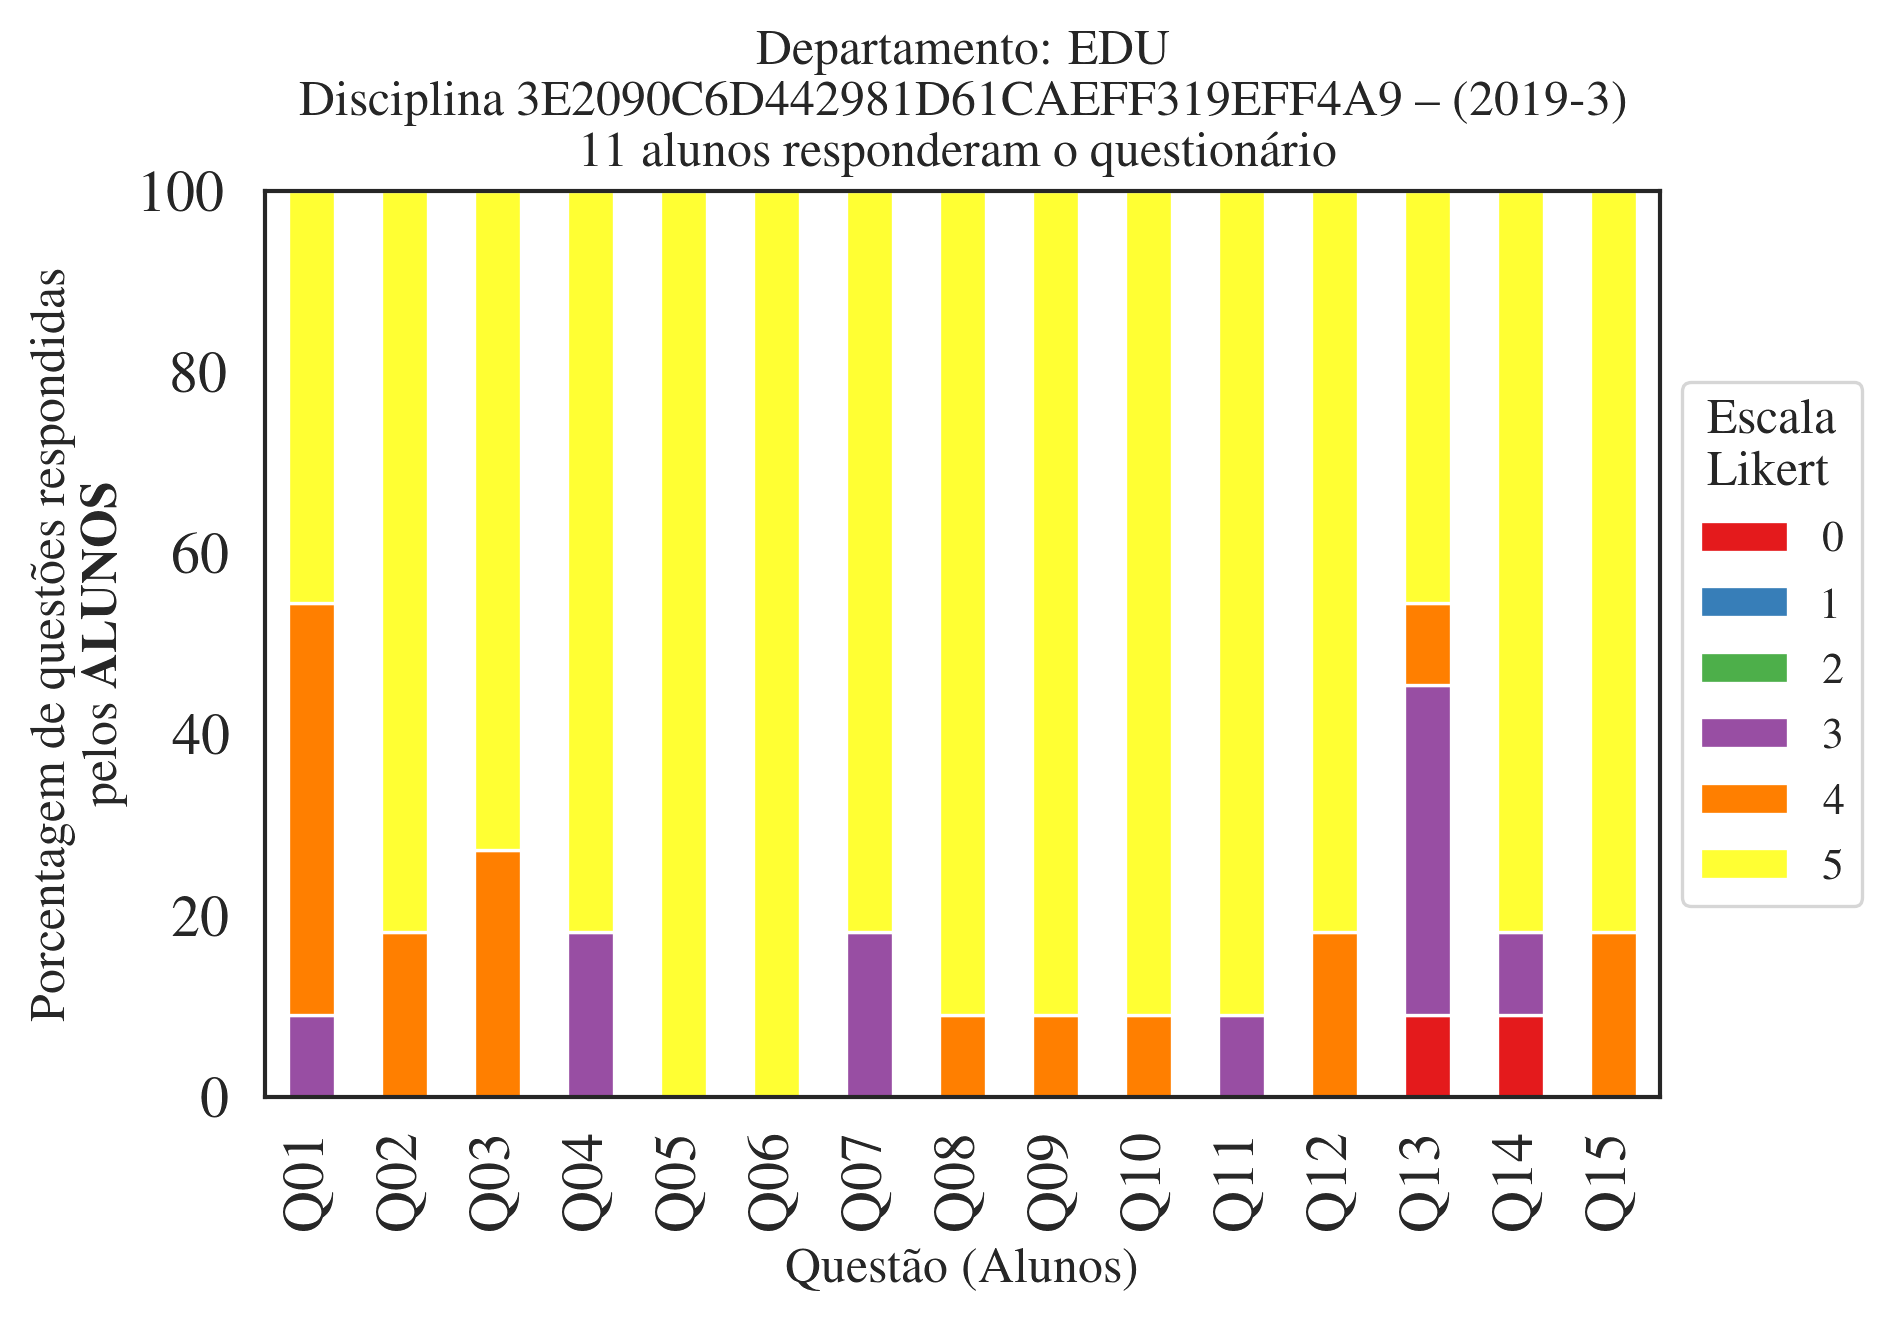 Departamento: EDU
Disciplina 3E2090C6D442981D61CAEFF319EFF4A9 – (2019-3)
11 alunos responderam o questionário
Porcentagem de questões respondidas
pelos ALUNOS
100
80
60
40
20
0
Q01
Q02
Q03
Q04
Q05
Q06
Q07
Q08
Q09
Q10
Q11
Q12
Q13
Q14
Q15
Questão (Alunos)
Escala
Likert
0
1
2
3
4
5